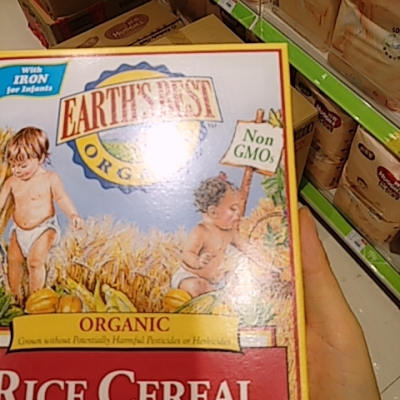 With
IRON
for Infants
EARTH'S BEST
ORGANIC
Non
GMOs
ORGANIC
Grown without Potentially Harmful Pesticides or Herbicides
RICE CEREAL